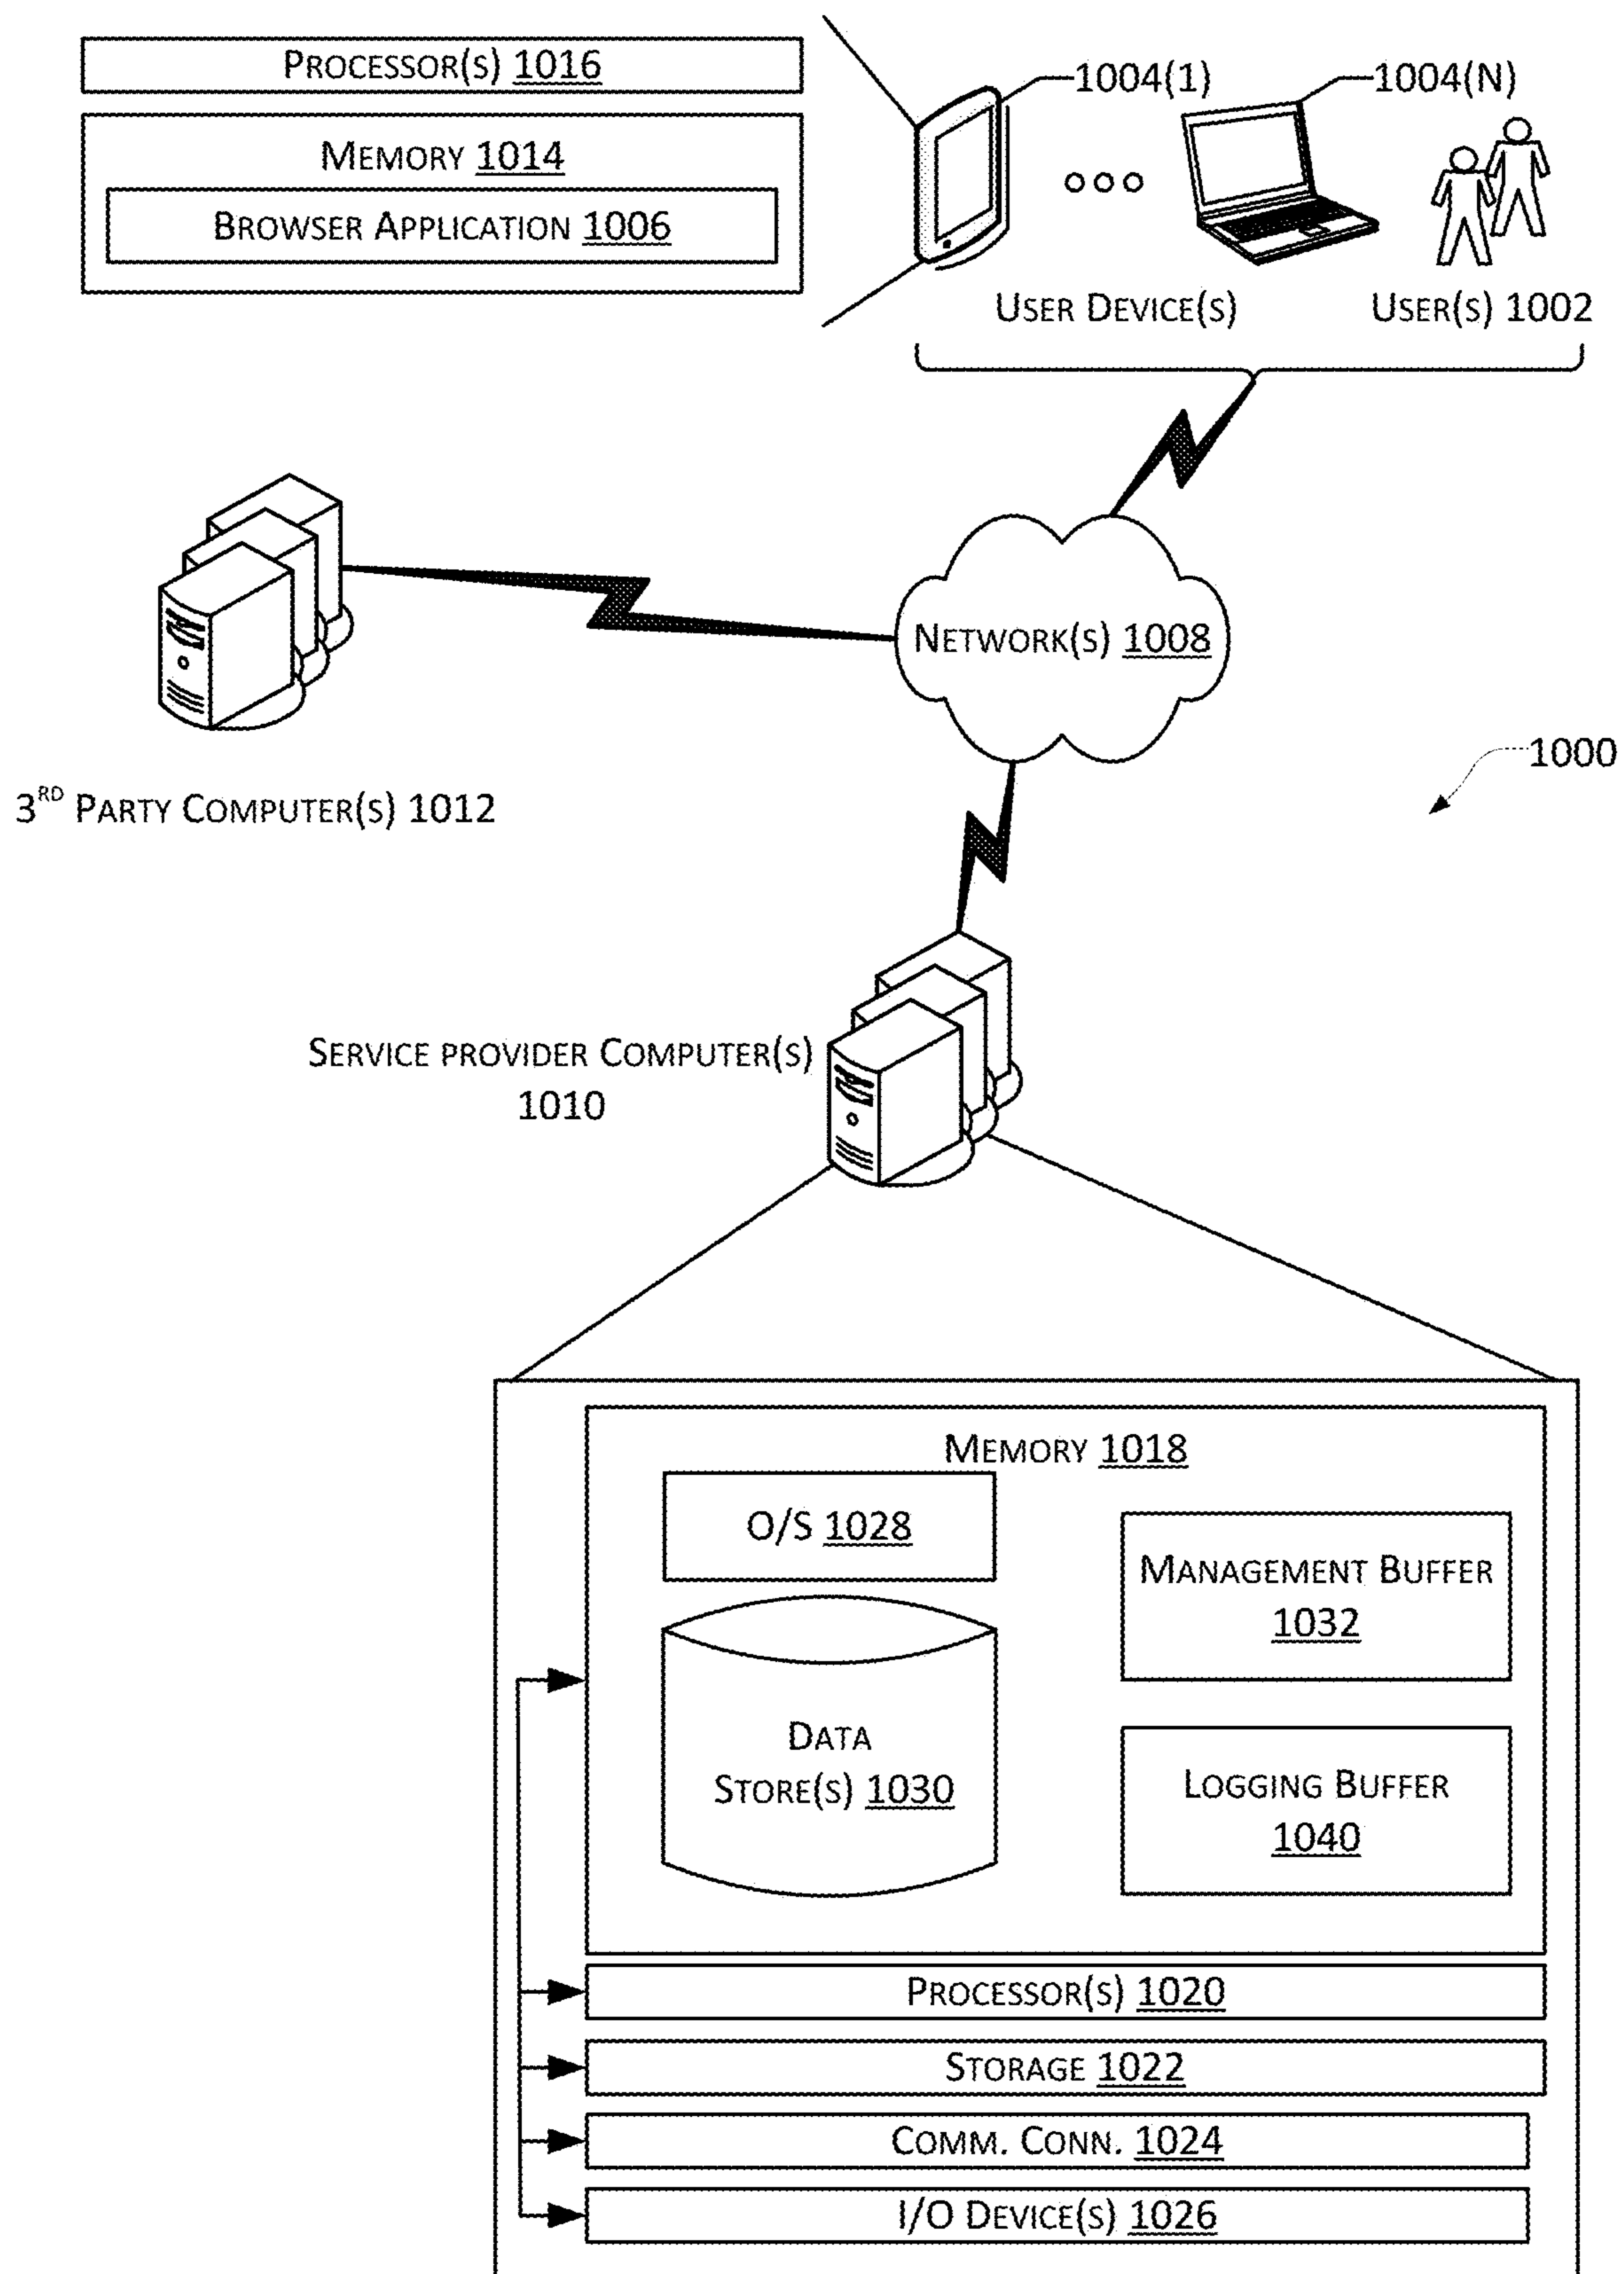 PROCESSOR(S) 1016
MEMORY 1014
BROWSER APPLICATION 1006
1004(1)
1004(N)
USER DEVICE(S)
USER(S) 1002
NETWORK(S) 1008
1000
3RD PARTY COMPUTER(S) 1012
SERVICE PROVIDER COMPUTER(S)
1010
MEMORY 1018
O/S 1028
DATA
STORE(S) 1030
MANAGEMENT BUFFER
1032
LOGGING BUFFER
1040
PROCESSOR(S) 1020
STORAGE 1022
COMM. CONN. 1024
I/O DEVICE(S) 1026